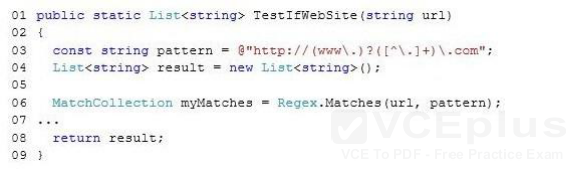 01 public static List<string> TestIfWebSite(string url)
02 {
03 const string pattern = @"http://(www\.)?([^\.]+)\.com";
04 List<string> result = new List<string>();
05
06 MatchCollection myMatches = Regex.Matches(url, pattern);
07 ...
08 return result;
09 }
VCEplus
VCE To PDF - Free Practice Exam